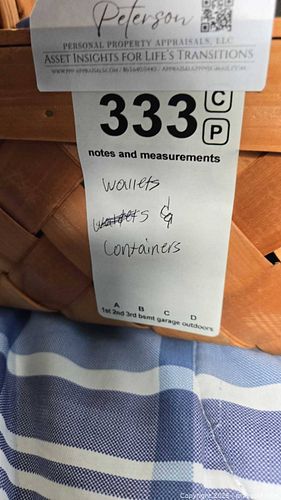 Peterson
PERSONAL PROPERTY APPRAISALS, LLC
ASSET INSIGHTS FOR LIFE'S TRANSITIONS
333 C
P
notes and measurements
wallets
&
Containers
A B C D
1st 2nd 3rd bsmt garage outdoors